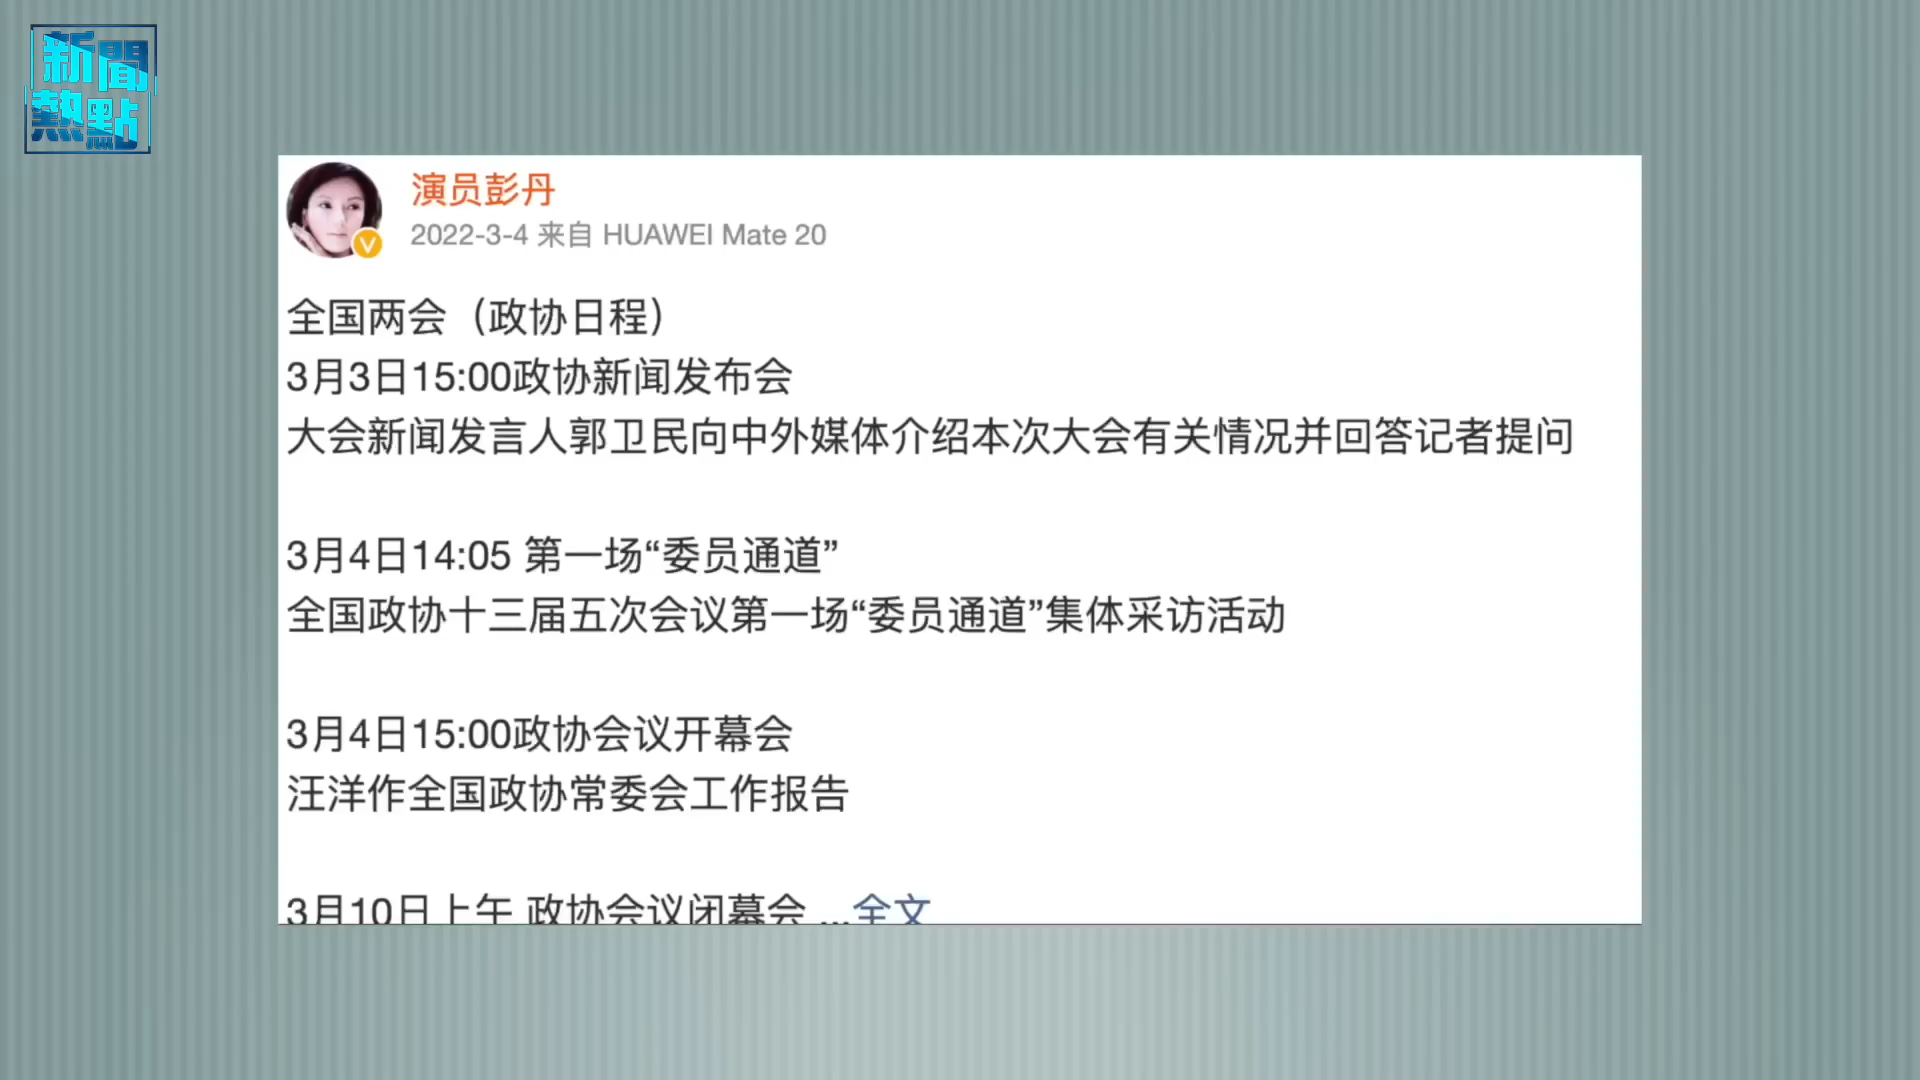 新聞
熱點
演员彭丹
2022-3-4 来自 HUAWEI Mate 20
全国两会（政协日程）
3月3日15:00政协新闻发布会
大会新闻发言人郭卫民向中外媒体介绍本次大会有关情况并回答记者提问
3月4日14:05 第一场“委员通道”
全国政协十三届五次会议第一场“委员通道”集体采访活动
3月4日15:00政协会议开幕会
汪洋作全国政协常委会工作报告
3月10日上午 政协会议闭幕会 ...全文